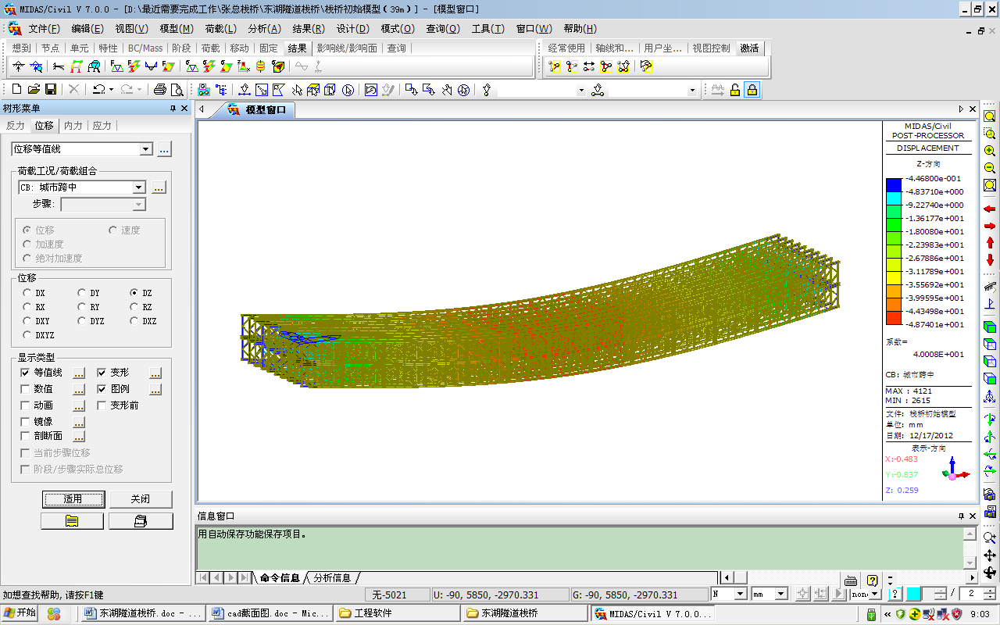 MIDAS/Civil V 7.0.0 - [D:\最近需要完成工作\张总栈桥\东湖隧道栈桥\栈桥初始模型(39m)] - [模型窗口]
文件(F) 编辑(E) 视图(V) 模型(M) 荷载(L) 分析(A) 结果(R) 设计(D) 模式(O) 查询(Q) 工具(T) 窗口(W) 帮助(H)
想到 节点 单元 特性 BC/Mass 阶段 荷载 移动 固定 结果 影响线/影响面 查询 经常使用 轴线和... 用户坐... 视图控制 激活
树形菜单
反力 位移 内力 应力
位移等值线 ...
荷载工况/荷载组合
CB: 城市跨中 ...
步骤:
位移 速度
加速度
绝对加速度
位移
DX DY DZ
RX RY RZ
DXY DYZ DXZ
DXYZ
显示类型
等值线 ... 变形 ...
数值 ... 图例 ...
动画 ... 变形前
镜像 ...
剖断面 ...
当前步骤位移
阶段/步骤实际总位移
适用 关闭
模型窗口
MIDAS/Civil
POST-PROCESSOR
DISPLACEMENT
Z-方向
-4.46800e-001
-4.83710e+000
-9.22740e+000
-1.36177e+001
-1.80080e+001
-2.23983e+001
-2.67886e+001
-3.11789e+001
-3.55692e+001
-3.99595e+001
-4.43498e+001
-4.87401e+001
系数=
4.0008E+001
CB: 城市跨中
MAX : 4121
MIN : 2615
文件: 栈桥初始模型
单位: mm
日期: 12/17/2012
表示-方向
X:-0.483
Y:-0.837
Z: 0.259
信息窗口
用自动保存功能保存项目。
命令信息 分析信息
如想查找帮助, 请按F1键 无-5021 U: -90, 5850, -2970.331 G: -90, 5850, -2970.331 N mm non ? / 2
开始 东湖隧道栈桥.doc - ... cad截面图.doc - Mic... 工程软件 东湖隧道栈桥 MIDAS/Civil V 7.0.0... 9:03